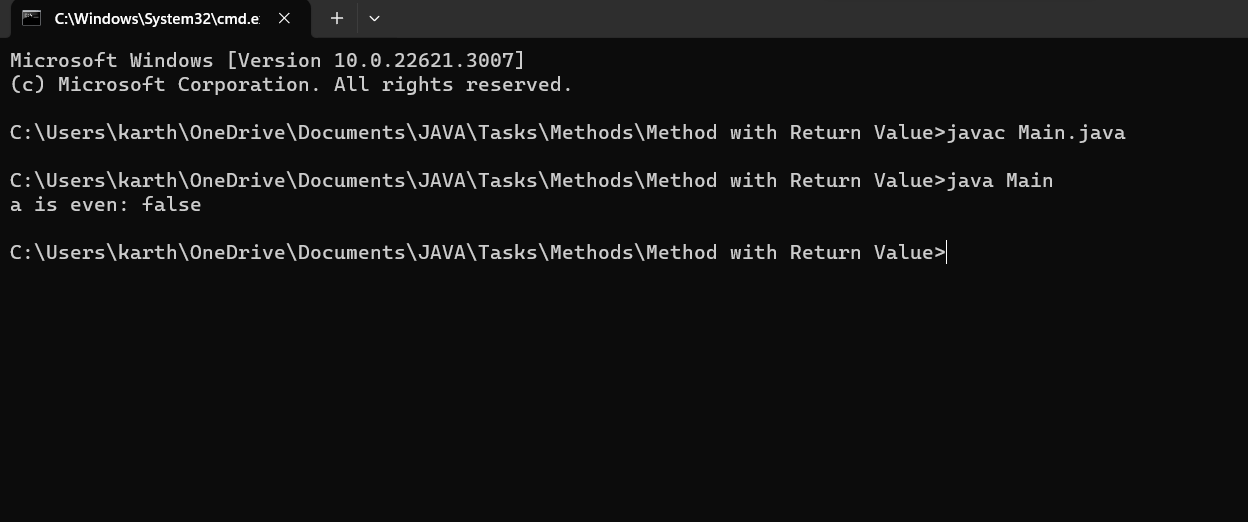 C:\Windows\System32\cmd.e
Microsoft Windows [Version 10.0.22621.3007]
(c) Microsoft Corporation. All rights reserved.
C:\Users\karth\OneDrive\Documents\JAVA\Tasks\Methods\Method with Return Value>javac Main.java
C:\Users\karth\OneDrive\Documents\JAVA\Tasks\Methods\Method with Return Value>java Main
a is even: false
C:\Users\karth\OneDrive\Documents\JAVA\Tasks\Methods\Method with Return Value>